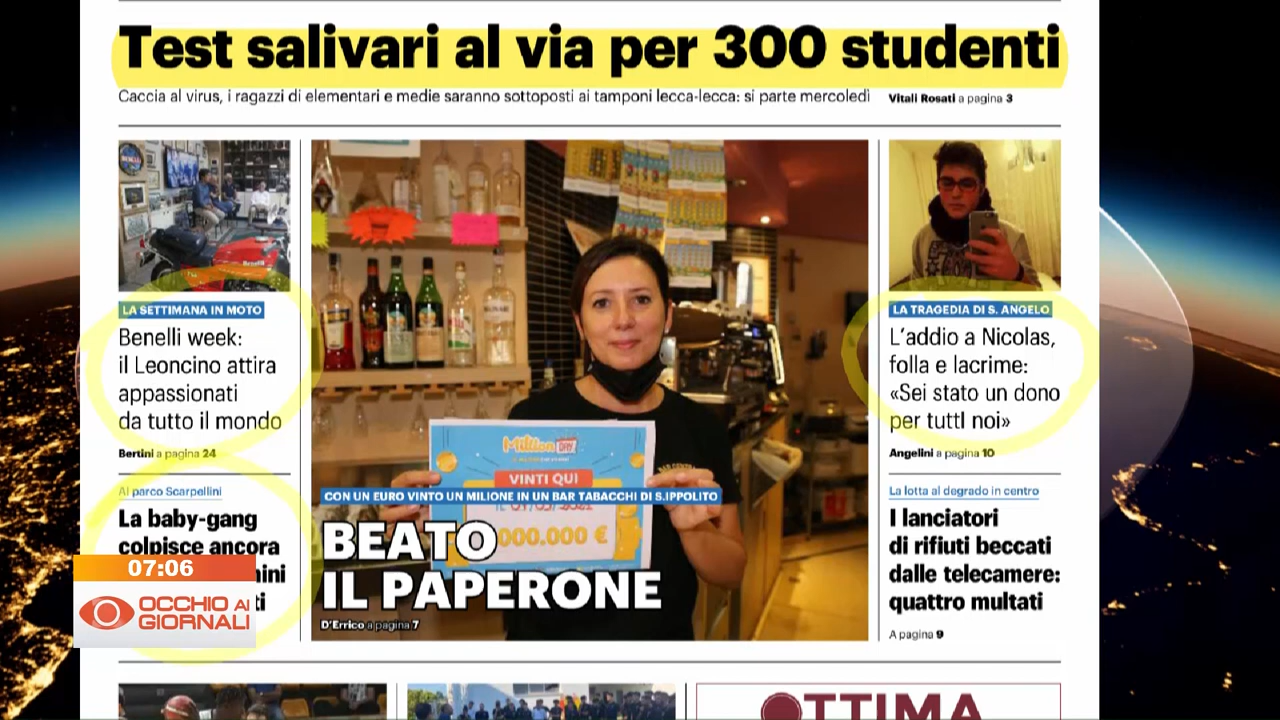 Test salivari al via per 300 studenti
Caccia al virus, i ragazzi di elementari e medie saranno sottoposti ai tamponi lecca-lecca: si parte mercoledì
Vitali Rosati a pagina 3
LA SETTIMANA IN MOTO
Benelli week:
il Leoncino attira
appassionati
da tutto il mondo
Bertini a pagina 24
Al parco Scarpellini
La baby-gang
colpisce ancora
07:06
OCCHIO AI
GIORNALI
Million DAY
VINTI QUI
CON UN EURO VINTO UN MILIONE IN UN BAR TABACCHI DI S.IPPOLITO
000.000 €
BEATO
IL PAPERONE
D'Errico a pagina 7
LA TRAGEDIA DI S. ANGELO
L'addio a Nicolas,
folla e lacrime:
«Sei stato un dono
per tutti noi»
Angelini a pagina 10
La lotta al degrado in centro
I lanciatori
di rifiuti beccati
dalle telecamere:
quattro multati
A pagina 9
OTTIMA